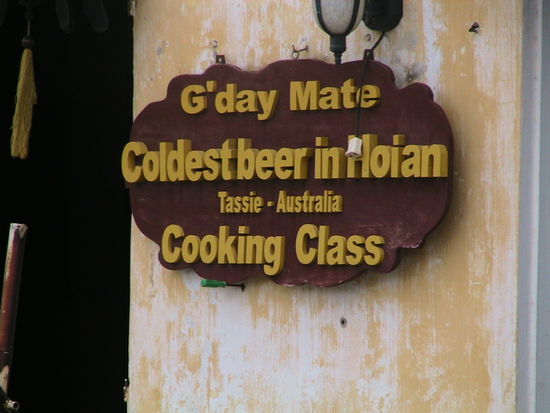 G'day Mate
Coldest beer in Hoian
Tassie - Australia
Cooking Class